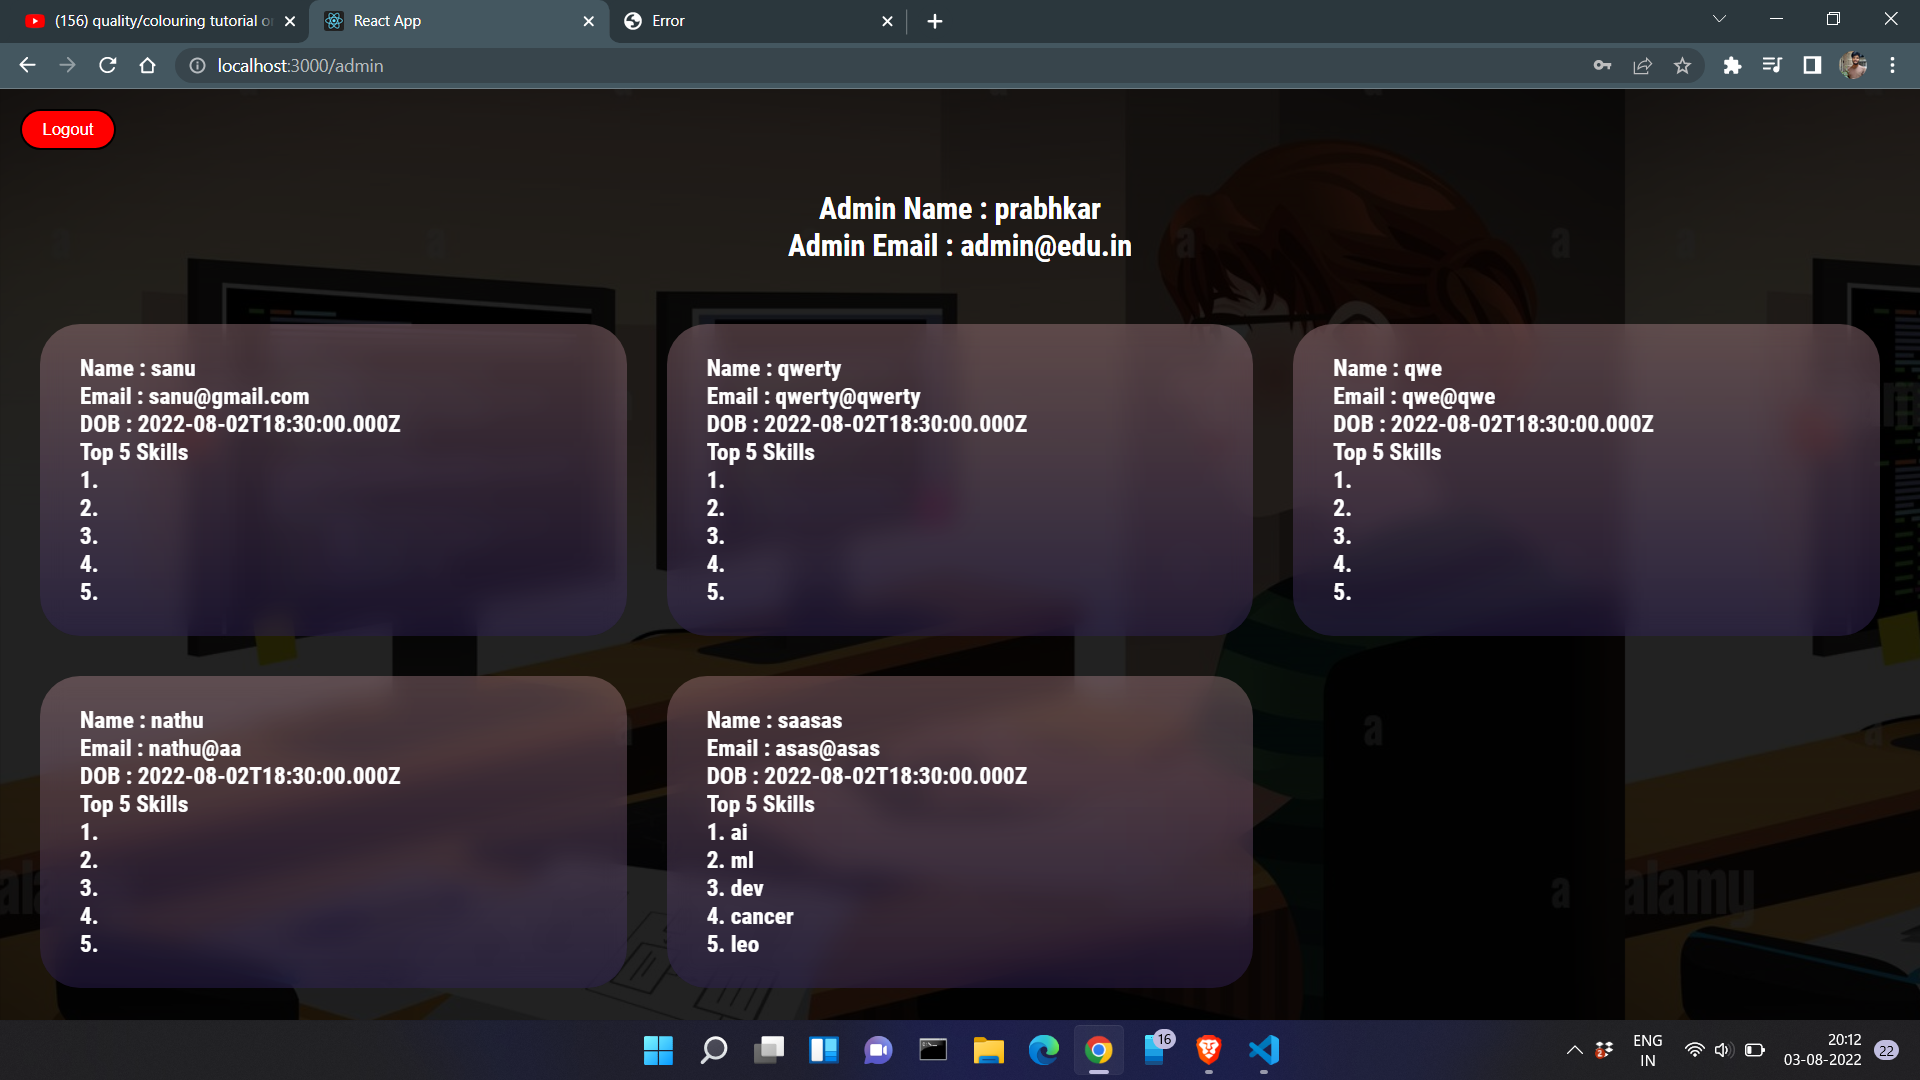 (156) quality/colouring tutorial o
React App
Error
localhost:3000/admin
Logout
Admin Name : prabhkar
Admin Email : admin@edu.in
Name : sanu
Email : sanu@gmail.com
DOB : 2022-08-02T18:30:00.000Z
Top 5 Skills
1.
2.
3.
4.
5.
Name : qwerty
Email : qwerty@qwerty
DOB : 2022-08-02T18:30:00.000Z
Top 5 Skills
1.
2.
3.
4.
5.
Name : qwe
Email : qwe@qwe
DOB : 2022-08-02T18:30:00.000Z
Top 5 Skills
1.
2.
3.
4.
5.
Name : nathu
Email : nathu@aa
DOB : 2022-08-02T18:30:00.000Z
Top 5 Skills
1.
2.
3.
4.
5.
Name : saasas
Email : asas@asas
DOB : 2022-08-02T18:30:00.000Z
Top 5 Skills
1. ai
2. ml
3. dev
4. cancer
5. leo
alamy
16
ENG
IN
20:12
03-08-2022
22